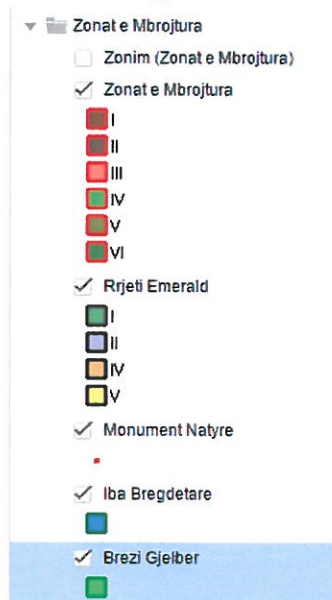 Zonat e Mbrojtura
Zonim (Zonat e Mbrojtura)
Zonat e Mbrojtura
I
II
III
IV
V
VI
Rrjeti Emerald
I
II
IV
V
Monument Natyre
Iba Bregdetare
Brezi Gjelber